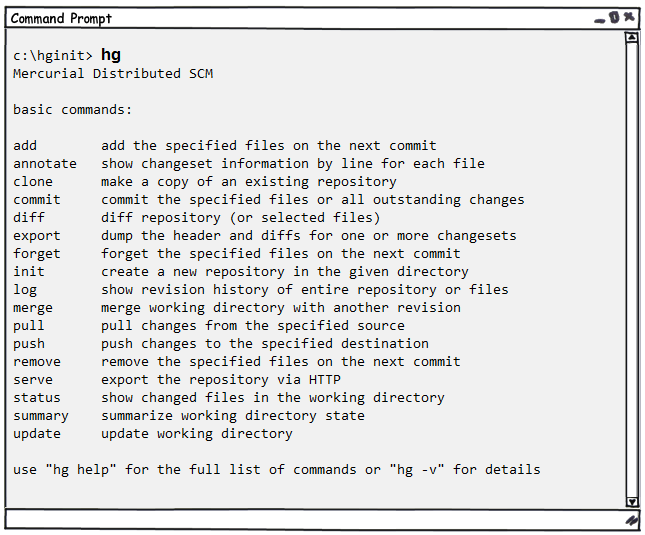 Command Prompt
c:\hginit> hg
Mercurial Distributed SCM
basic commands:
add        add the specified files on the next commit
annotate   show changeset information by line for each file
clone      make a copy of an existing repository
commit     commit the specified files or all outstanding changes
diff       diff repository (or selected files)
export     dump the header and diffs for one or more changesets
forget     forget the specified files on the next commit
init       create a new repository in the given directory
log        show revision history of entire repository or files
merge      merge working directory with another revision
pull       pull changes from the specified source
push       push changes to the specified destination
remove     remove the specified files on the next commit
serve      export the repository via HTTP
status     show changed files in the working directory
summary    summarize working directory state
update     update working directory
use "hg help" for the full list of commands or "hg -v" for details